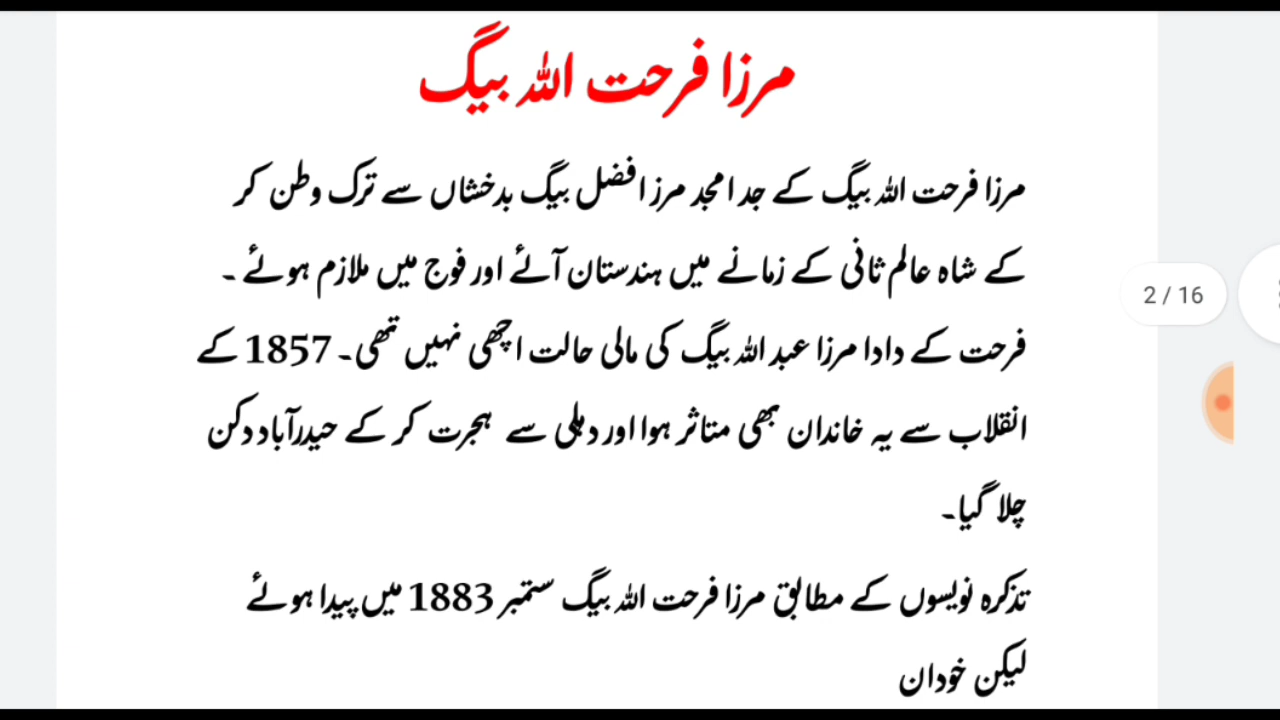 مرزا فرحت اللہ بیگ
مرزا فرحت اللہ بیگ کے جد امجد مرزا افضل بیگ بدخشاں سے ترک وطن کر
کے شاہ عالم ثانی کے زمانے میں ہندستان آئے اور فوج میں ملازم ہوئے ۔
فرحت کے دادا مرزا عبد اللہ بیگ کی مالی حالت اچھی نہیں تھی۔ 1857 کے
انقلاب سے یہ خاندان بھی متاثر ہوا اور دہلی سے ہجرت کر کے حیدرآباد دکن
چلا گیا۔
تذکرہ نویسوں کے مطابق مرزا فرحت اللہ بیگ ستمبر 1883 میں پیدا ہوئے
لیکن خودان
2 / 16